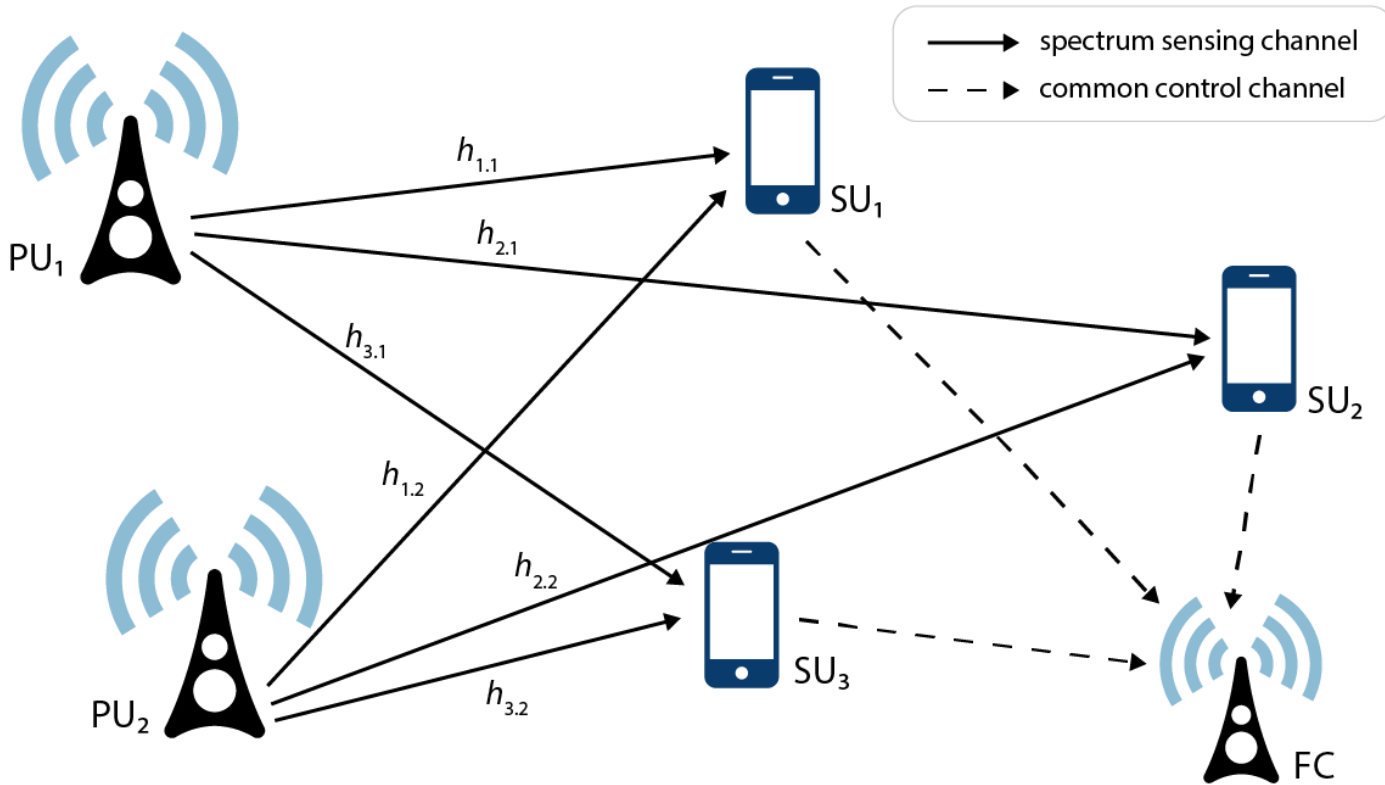 spectrum sensing channel
common control channel
h1.1
SU1
h2.1
PU1
h3.1
SU2
h1.2
h2.2
SU3
h3.2
PU2
FC